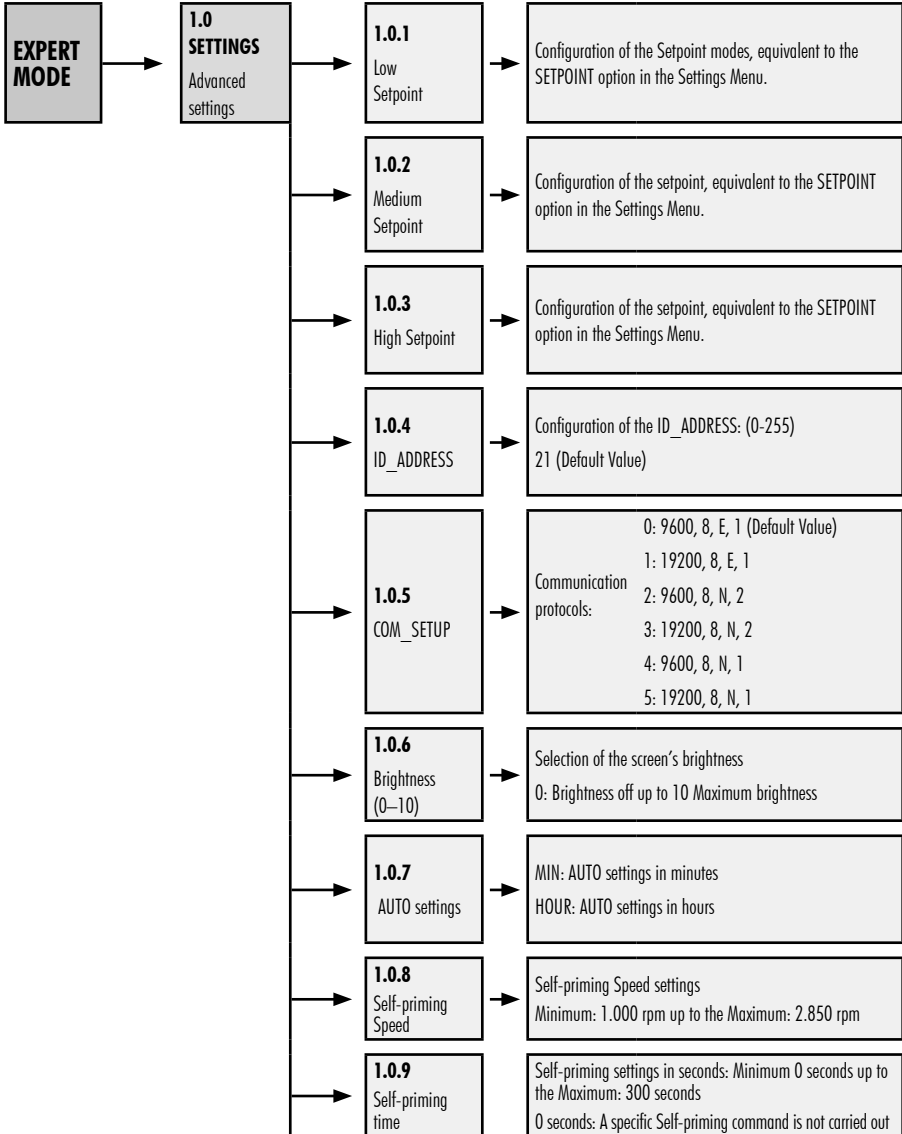 EXPERT
MODE
1.0
SETTINGS
Advanced
settings
1.0.1
Low
Setpoint
Configuration of the Setpoint modes, equivalent to the
SETPOINT option in the Settings Menu.
1.0.2
Medium
Setpoint
Configuration of the setpoint, equivalent to the SETPOINT
option in the Settings Menu.
1.0.3
High Setpoint
Configuration of the setpoint, equivalent to the SETPOINT
option in the Settings Menu.
1.0.4
ID_ADDRESS
Configuration of the ID_ADDRESS: (0-255)
21 (Default Value)
1.0.5
COM_SETUP
Communication
protocols:
0: 9600, 8, E, 1 (Default Value)
1: 19200, 8, E, 1
2: 9600, 8, N, 2
3: 19200, 8, N, 2
4: 9600, 8, N, 1
5: 19200, 8, N, 1
1.0.6
Brightness
(0–10)
Selection of the screen’s brightness
0: Brightness off up to 10 Maximum brightness
1.0.7
AUTO settings
MIN: AUTO settings in minutes
HOUR: AUTO settings in hours
1.0.8
Self-priming
Speed
Self-priming Speed settings
Minimum: 1.000 rpm up to the Maximum: 2.850 rpm
1.0.9
Self-priming
time
Self-priming settings in seconds: Minimum 0 seconds up to
the Maximum: 300 seconds
0 seconds: A specific Self-priming command is not carried out